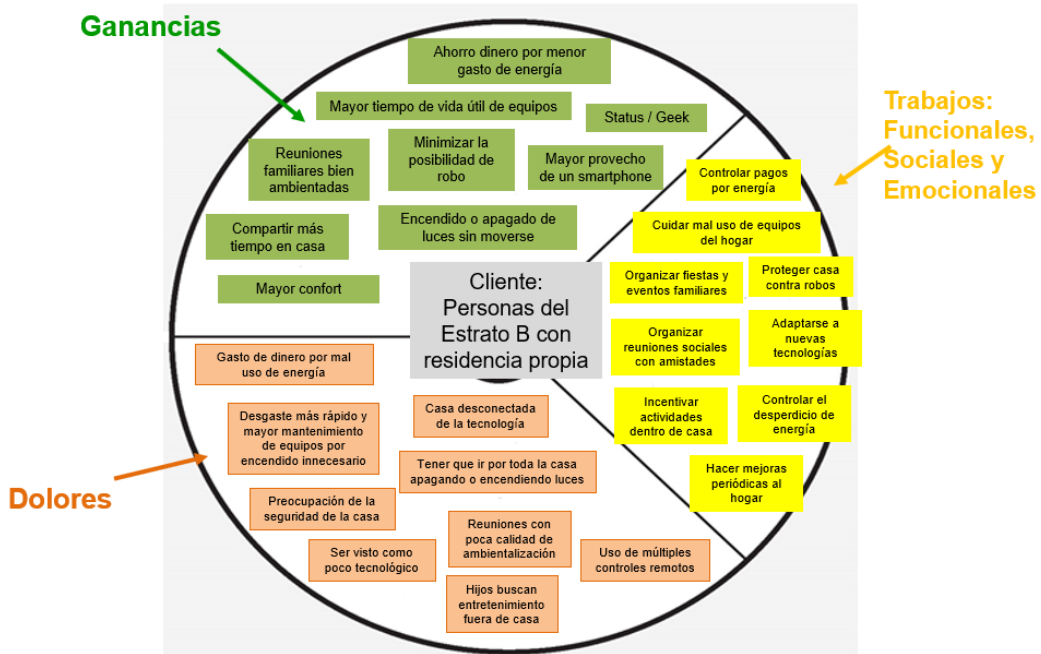 Ganancias
Ahorro dinero por menor
gasto de energía
Mayor tiempo de vida útil de equipos
Status / Geek
Reuniones
familiares bien
ambientadas
Minimizar la
posibilidad de
robo
Mayor provecho
de un smartphone
Compartir más
tiempo en casa
Encendido o apagado de
luces sin moverse
Mayor confort
Trabajos:
Funcionales,
Sociales y
Emocionales
Controlar pagos
por energía
Cuidar mal uso de equipos
del hogar
Organizar fiestas y
eventos familiares
Proteger casa
contra robos
Organizar
reuniones sociales
con amistades
Adaptarse a
nuevas
tecnologías
Incentivar
actividades
dentro de casa
Controlar el
desperdicio de
energía
Hacer mejoras
periódicas al
hogar
Cliente:
Personas del
Estrato B con
residencia propia
Dolores
Gasto de dinero por mal
uso de energía
Desgaste más rápido y
mayor mantenimiento
de equipos por
encendido innecesario
Casa desconectada
de la tecnología
Tener que ir por toda la casa
apagando o encendiendo luces
Preocupación de la
seguridad de la casa
Ser visto como
poco tecnológico
Reuniones con
poca calidad de
ambientalización
Uso de múltiples
controles remotos
Hijos buscan
entretenimiento
fuera de casa